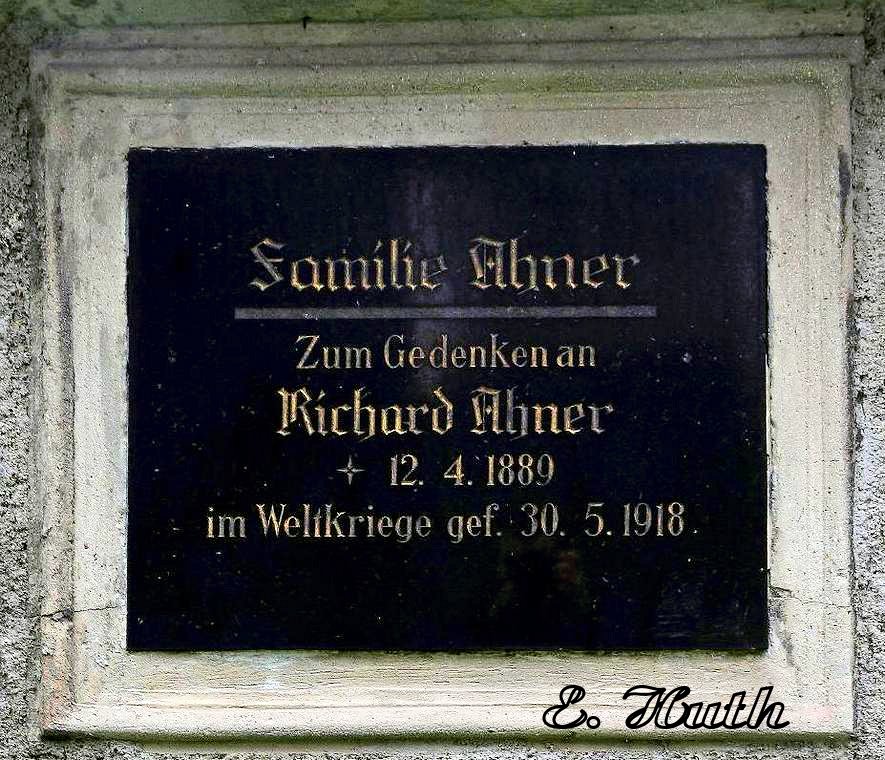 Familie Ahner
Zum Gedenken an
Richard Ahner
12. 4. 1889
im Weltkriege gef. 30. 5. 1918.
E. Huth